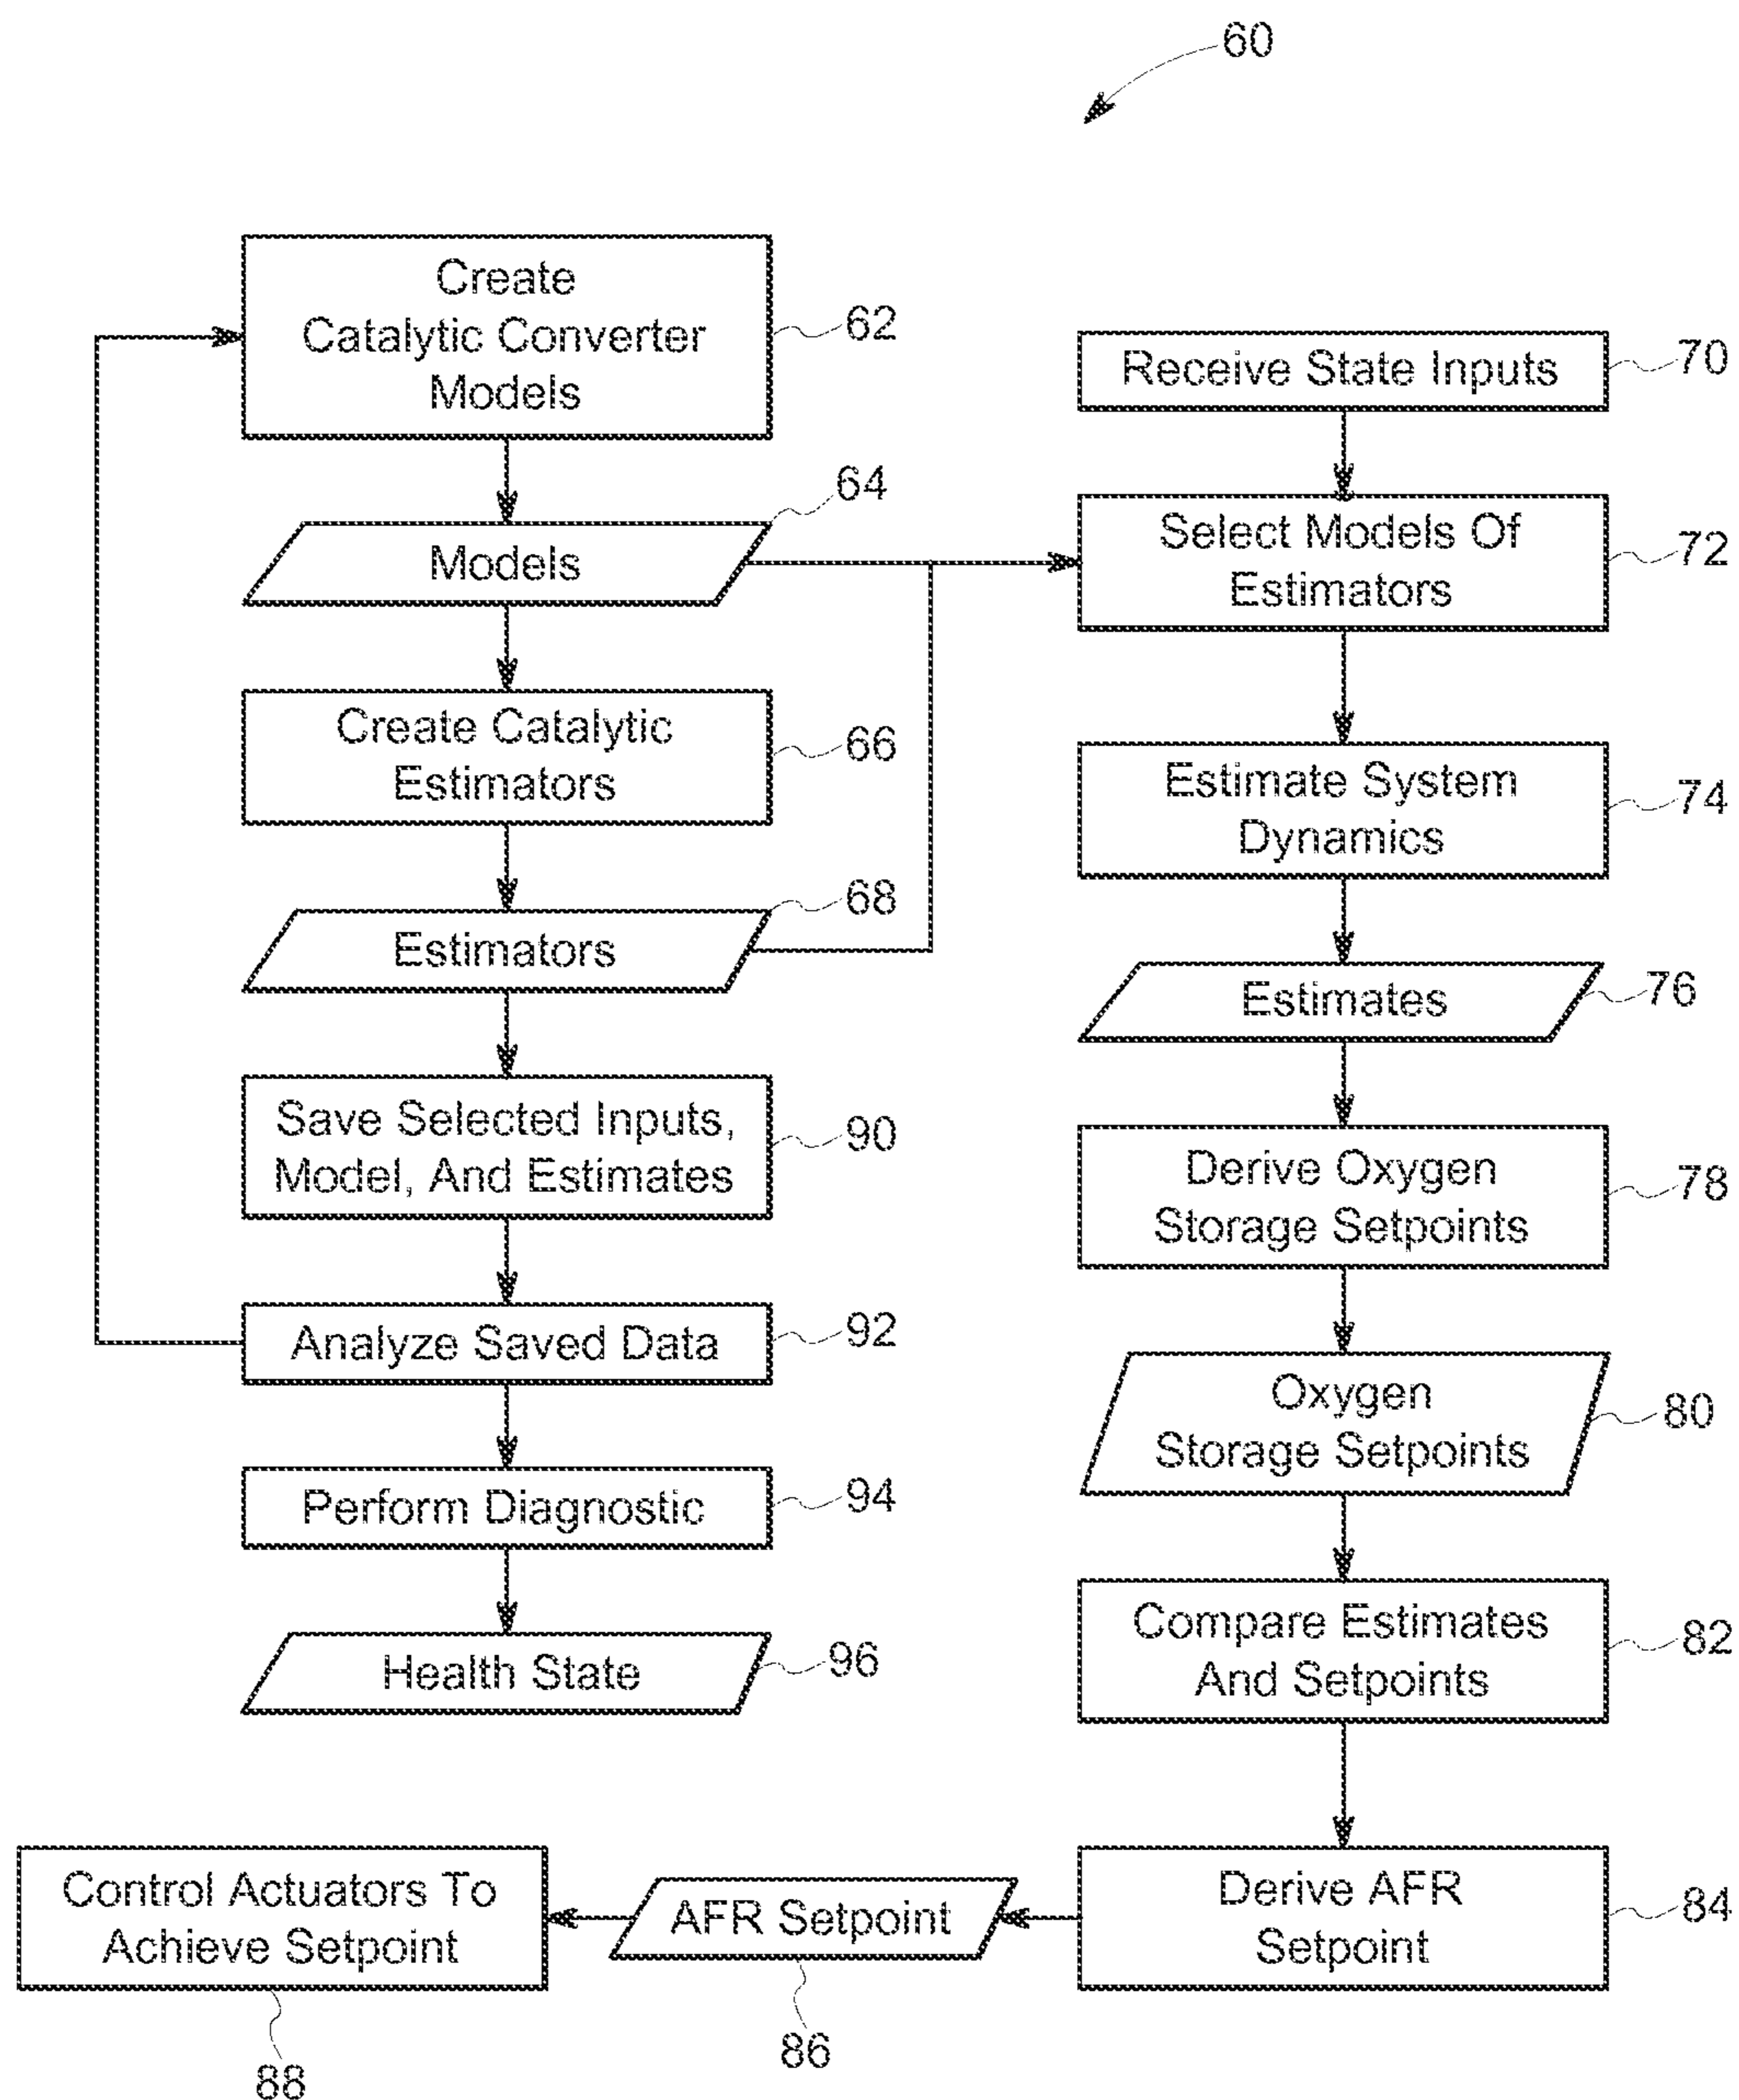 60
Create
Catalytic Converter
Models
62
64
Models
Create Catalytic
Estimators
66
68
Estimators
Save Selected Inputs,
Model, And Estimates
90
Analyze Saved Data
92
Perform Diagnostic
94
Health State
96
Receive State Inputs
70
Select Models Of
Estimators
72
Estimate System
Dynamics
74
Estimates
76
Derive Oxygen
Storage Setpoints
78
Oxygen
Storage Setpoints
80
Compare Estimates
And Setpoints
82
Derive AFR
Setpoint
84
AFR Setpoint
86
Control Actuators To
Achieve Setpoint
88